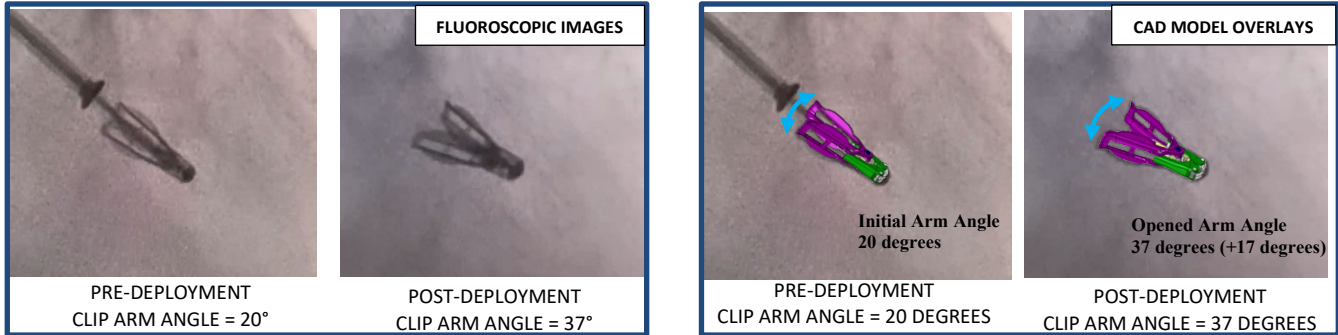 FLUOROSCOPIC IMAGES
PRE-DEPLOYMENT
CLIP ARM ANGLE = 20°
POST-DEPLOYMENT
CLIP ARM ANGLE = 37°
CAD MODEL OVERLAYS
Initial Arm Angle
20 degrees
Opened Arm Angle
37 degrees (+17 degrees)
PRE-DEPLOYMENT
CLIP ARM ANGLE = 20 DEGREES
POST-DEPLOYMENT
CLIP ARM ANGLE = 37 DEGREES